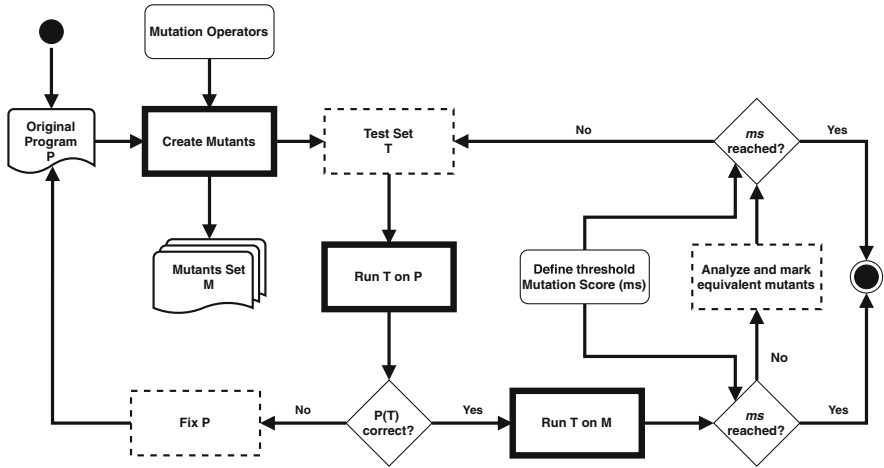 Mutation Operators
Original
Program
P
Create Mutants
Test Set
T
No
ms
reached?
Yes
Mutants Set
M
Run T on P
Define threshold
Mutation Score (ms)
Analyze and mark
equivalent mutants
No
Fix P
No
P(T)
correct?
Yes
Run T on M
ms
reached?
Yes